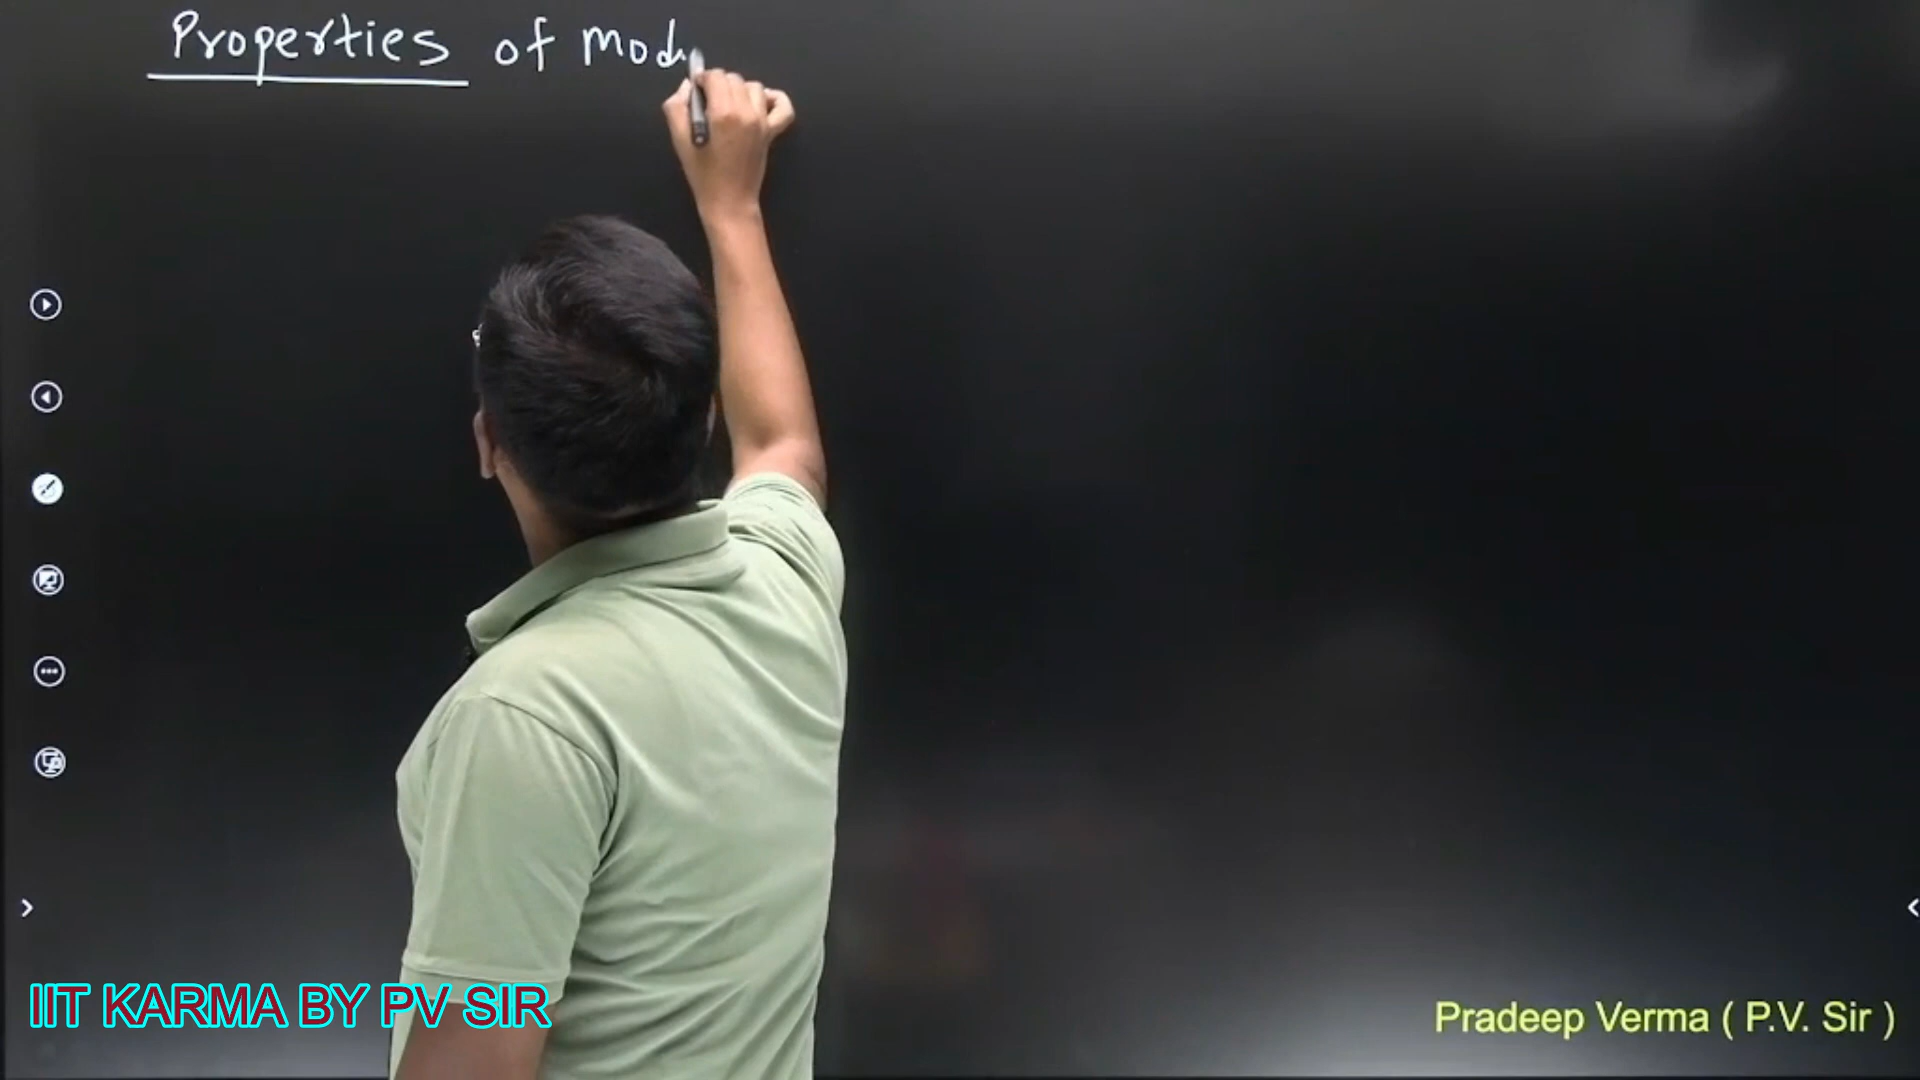 Properties of mod
IIT KARMA BY PV SIR
Pradeep Verma ( P.V. Sir )